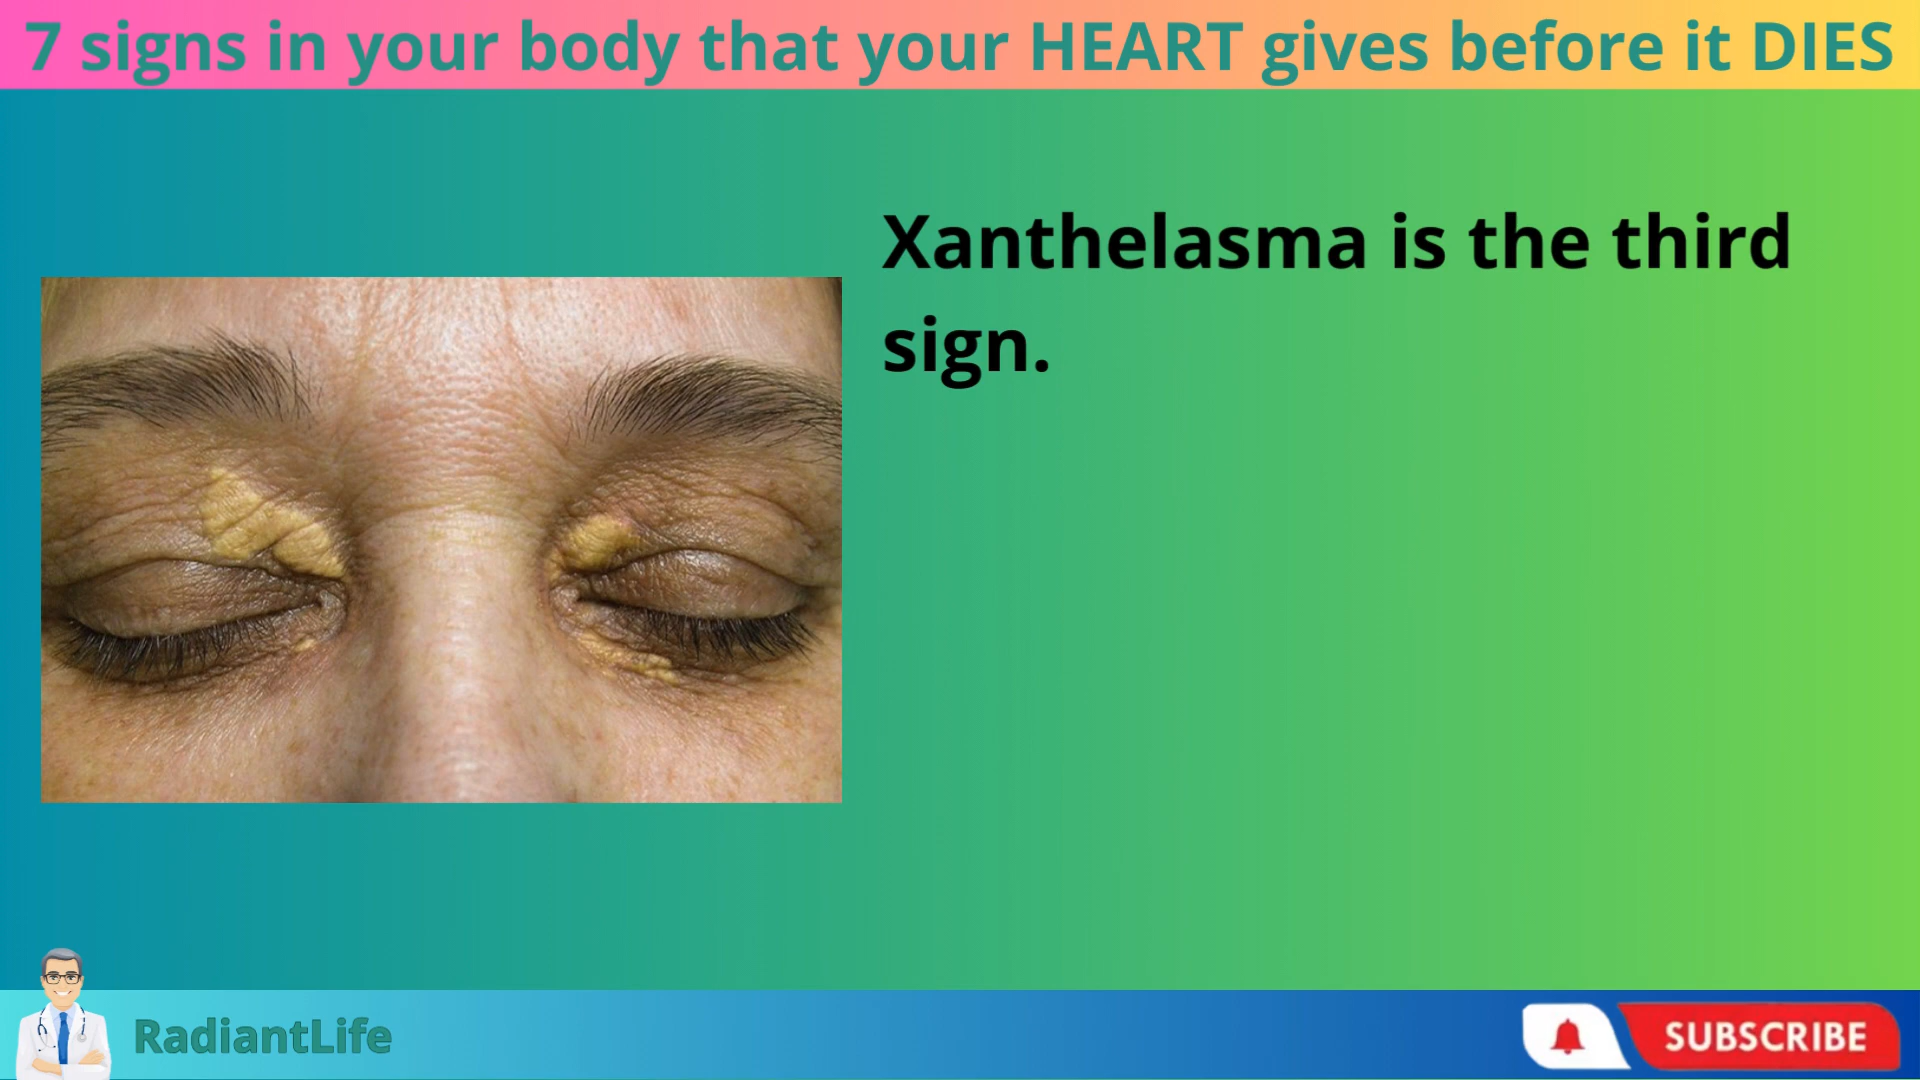 7 signs in your body that your HEART gives before it DIES
Xanthelasma is the third
sign.
RadiantLife
SUBSCRIBE